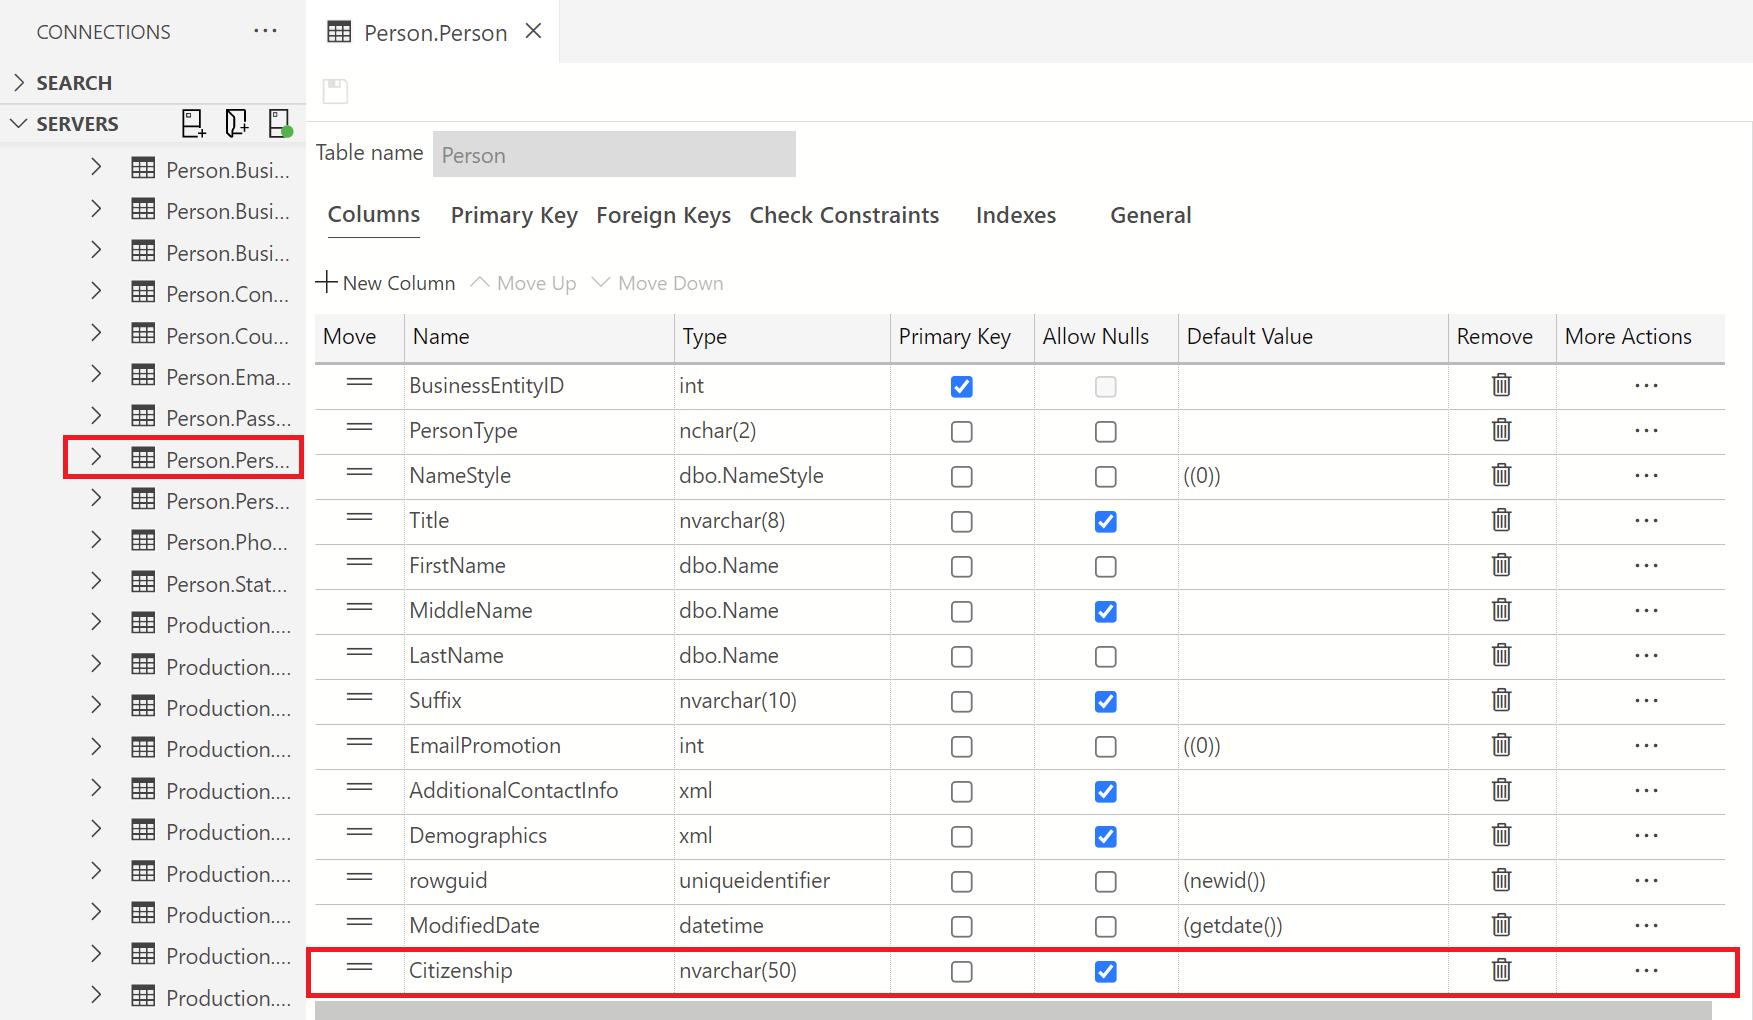 CONNECTIONS ...
SEARCH
SERVERS
Person.Busi...
Person.Busi...
Person.Busi...
Person.Con...
Person.Cou...
Person.Ema...
Person.Pass...
Person.Pers...
Person.Pers...
Person.Pho...
Person.Stat...
Production....
Production....
Production....
Production....
Production....
Production....
Production....
Production....
Production....
Production....
Person.Person
Table name Person
Columns Primary Key Foreign Keys Check Constraints Indexes General
New Column Move Up Move Down
Move Name Type Primary Key Allow Nulls Default Value Remove More Actions
BusinessEntityID int ...
PersonType nchar(2) ...
NameStyle dbo.NameStyle ((0)) ...
Title nvarchar(8) ...
FirstName dbo.Name ...
MiddleName dbo.Name ...
LastName dbo.Name ...
Suffix nvarchar(10) ...
EmailPromotion int ((0)) ...
AdditionalContactInfo xml ...
Demographics xml ...
rowguid uniqueidentifier (newid()) ...
ModifiedDate datetime (getdate()) ...
Citizenship nvarchar(50) ...